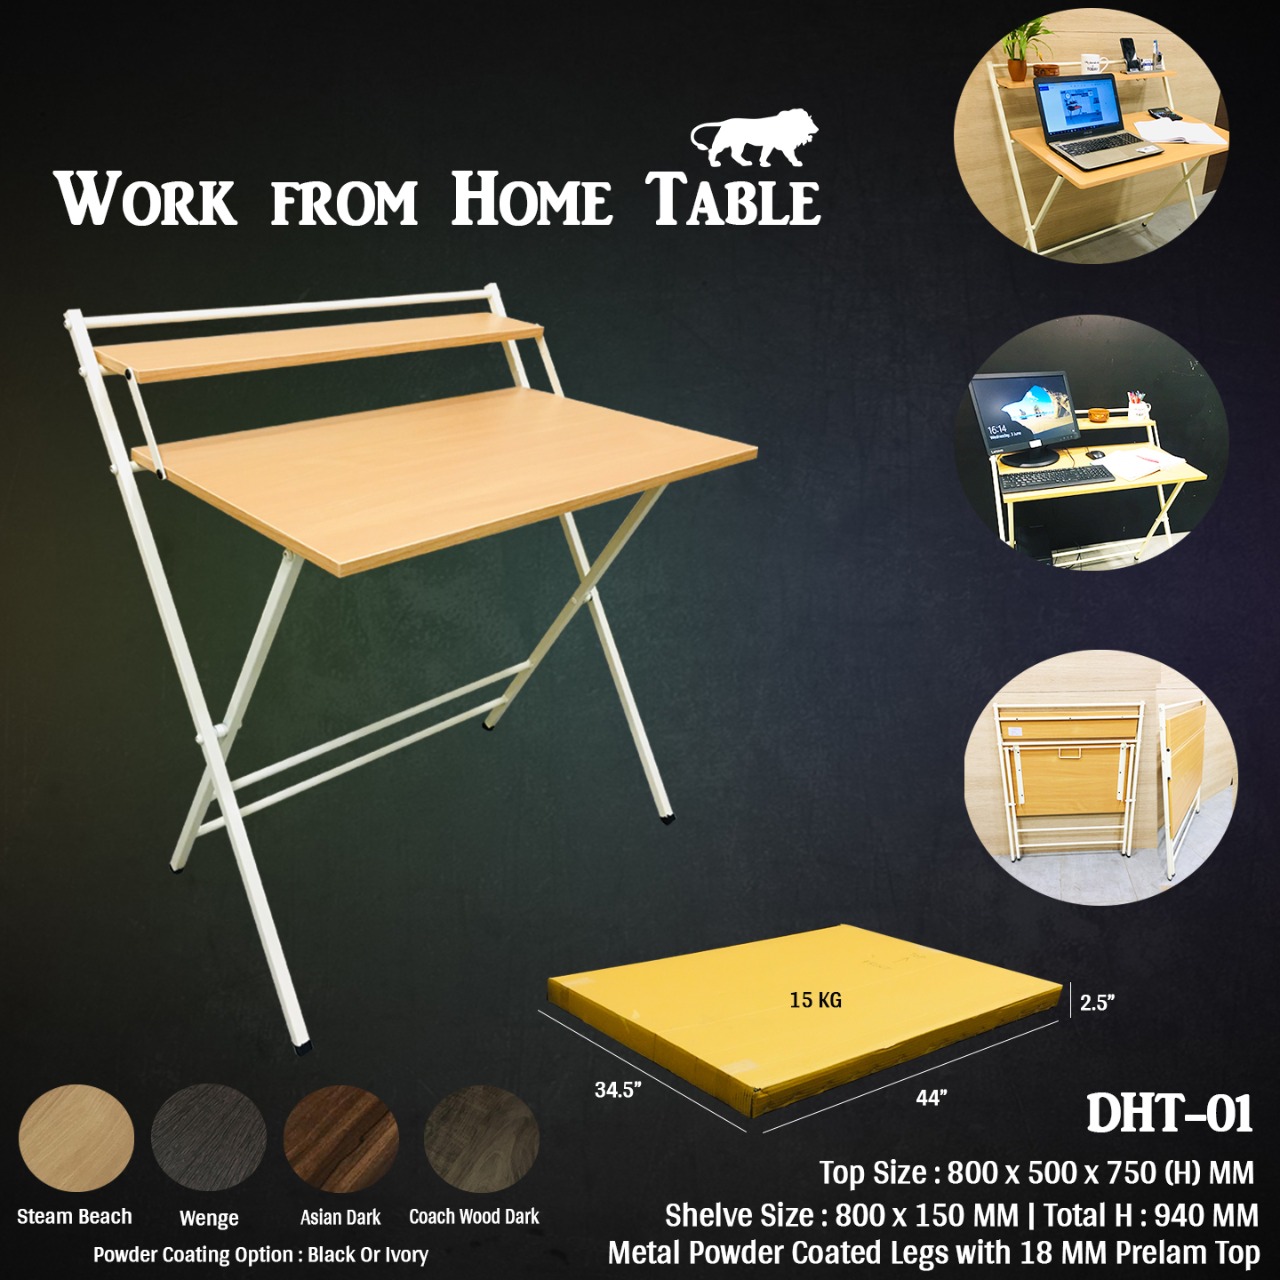 Work from Home Table
16:14
15 KG
2.5”
34.5”
44”
DHT-01
Top Size : 800 x 500 x 750 (H) MM
Shelve Size : 800 x 150 MM | Total H : 940 MM
Metal Powder Coated Legs with 18 MM Prelam Top
Steam Beach
Wenge
Asian Dark
Coach Wood Dark
Powder Coating Option : Black Or Ivory